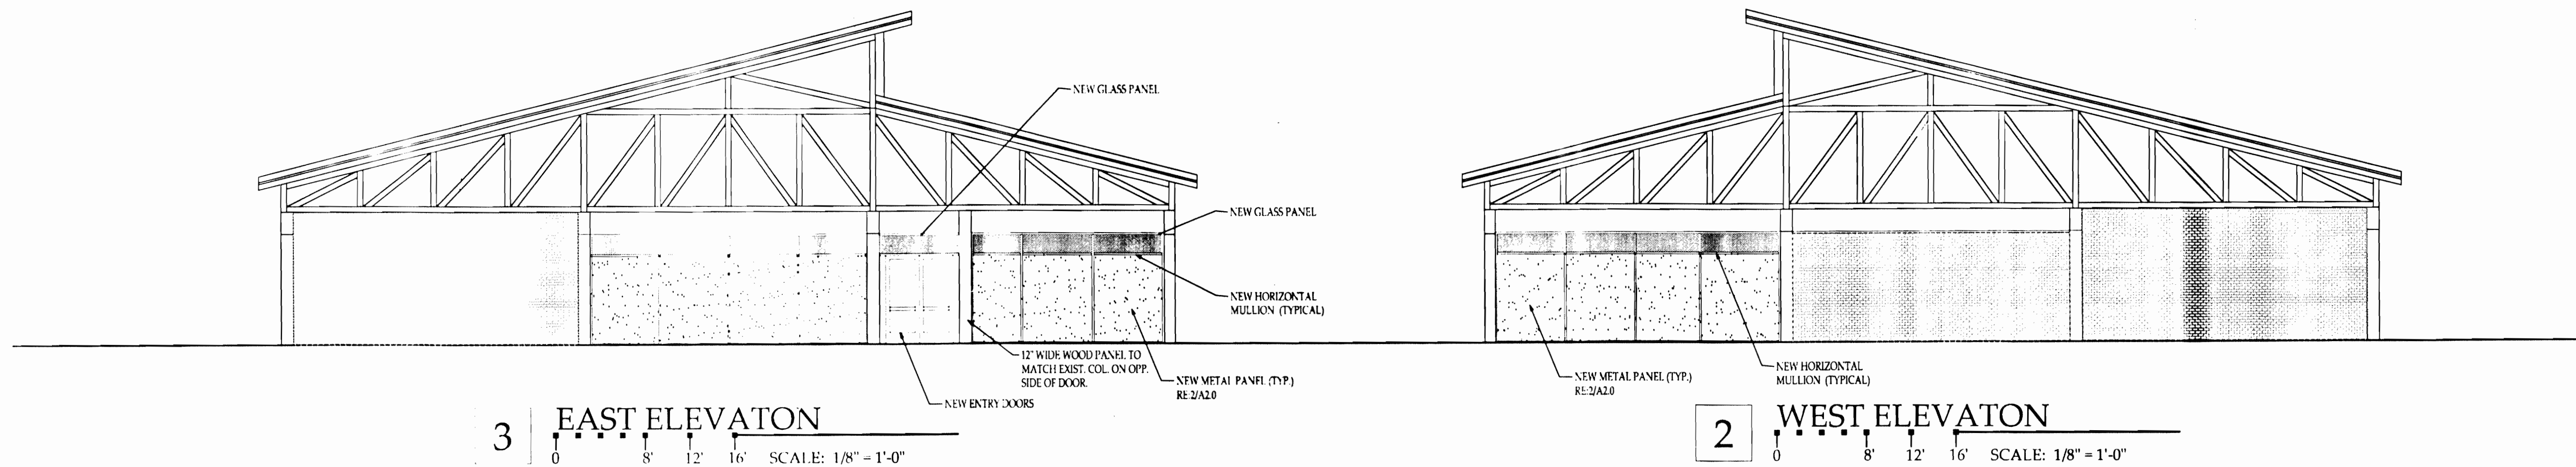 NEW GLASS PANEL
NEW GLASS PANEL
NEW HORIZONTAL
MULLION (TYPICAL)
12" WIDE WOOD PANEL TO
MATCH EXIST. COL. ON OPP.
SIDE OF DOOR.
NEW METAL PANEL (TYP.)
RE:2/A2.0
NEW ENTRY DOORS
3
EAST ELEVATON
0 8' 12' 16' SCALE: 1/8" = 1'-0"
NEW METAL PANEL (TYP.)
RE:2/A2.0
NEW HORIZONTAL
MULLION (TYPICAL)
2
WEST ELEVATON
0 8' 12' 16' SCALE: 1/8" = 1'-0"